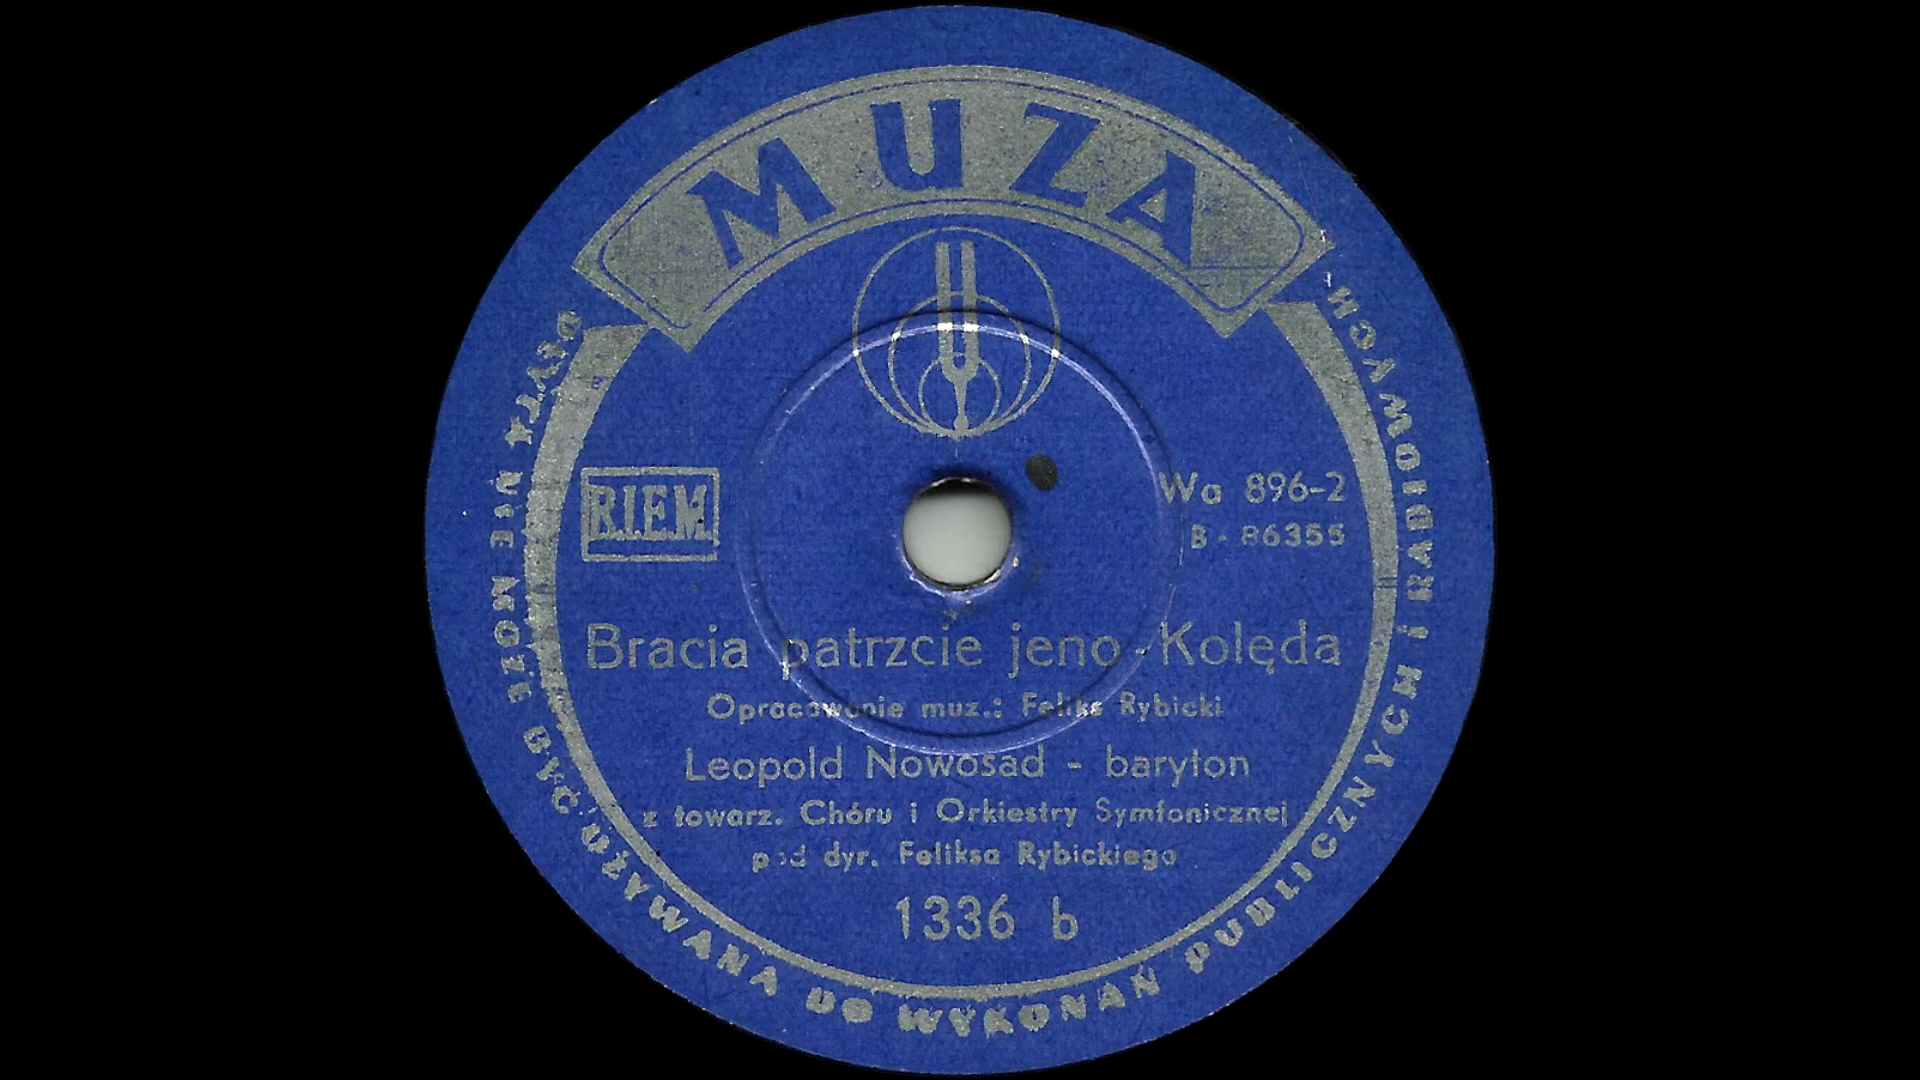 MUZA
B.I.E.M.
Wa 896-2
B - 86355
Bracia patrzcie jeno - Kolęda
Opracowanie muz.: Feliks Rybicki
Leopold Nowosad - baryton
z towarz. Chóru i Orkiestry Symfonicznej
pod dyr. Feliksa Rybickiego
1336 b
PŁYTA NIE MOŻE BYĆ UŻYWANA DO WYKONAŃ PUBLICZNYCH i RADIOWYCH